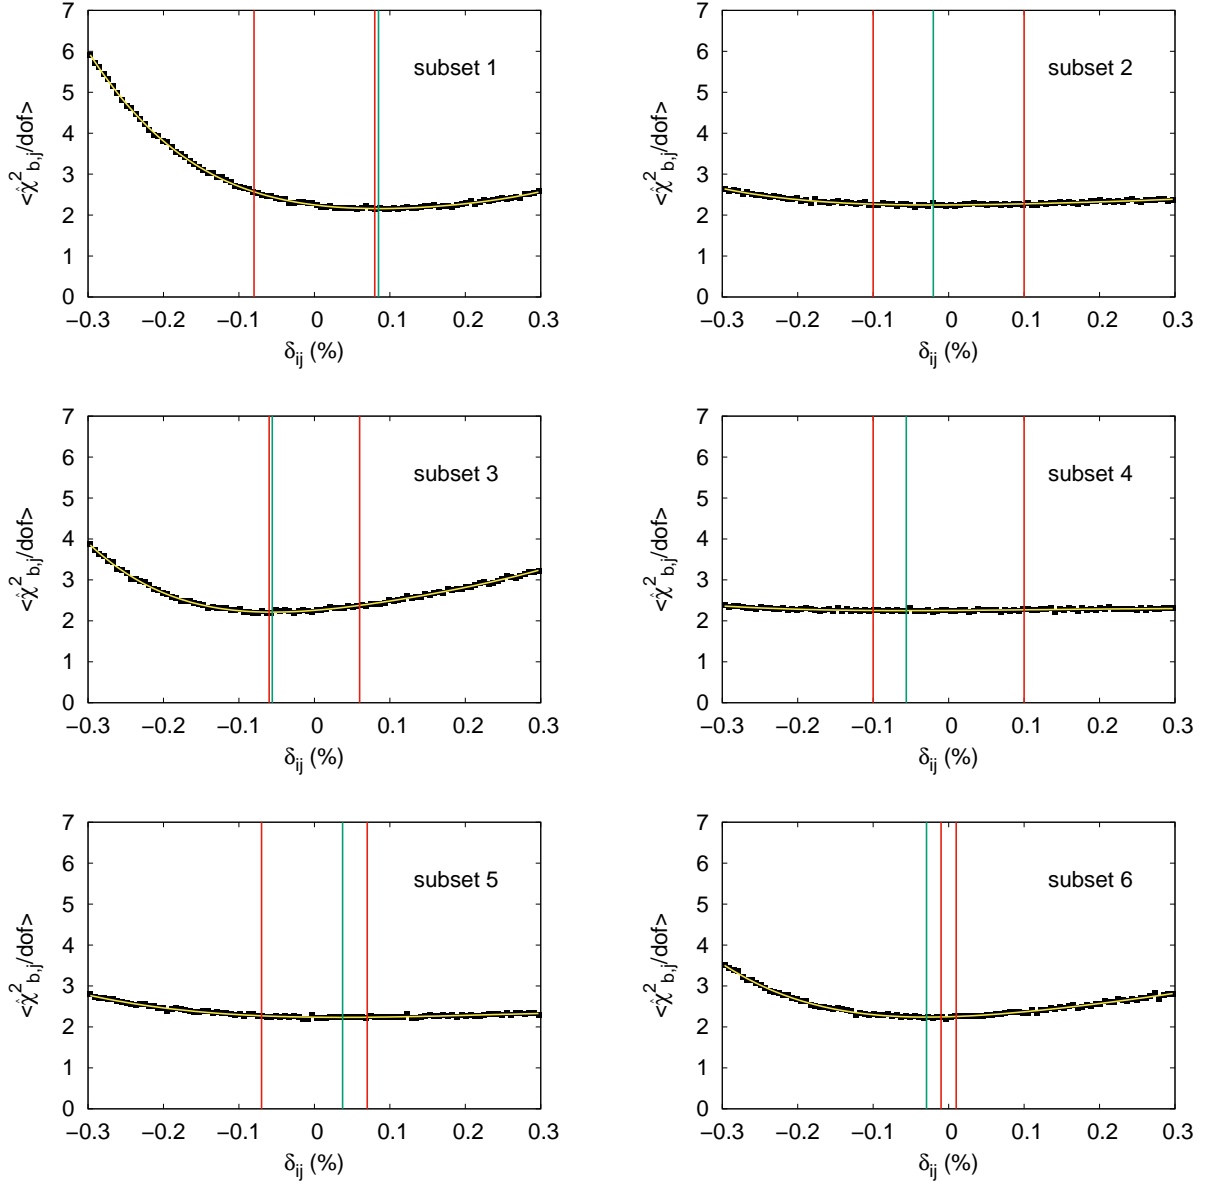 7
6
5
4
3
2
1
0
<χ̂²b,j/dof>
subset 1
−0.3 −0.2 −0.1 0 0.1 0.2 0.3
δij (%)
7
6
5
4
3
2
1
0
<χ̂²b,j/dof>
subset 2
−0.3 −0.2 −0.1 0 0.1 0.2 0.3
δij (%)
7
6
5
4
3
2
1
0
<χ̂²b,j/dof>
subset 3
−0.3 −0.2 −0.1 0 0.1 0.2 0.3
δij (%)
7
6
5
4
3
2
1
0
<χ̂²b,j/dof>
subset 4
−0.3 −0.2 −0.1 0 0.1 0.2 0.3
δij (%)
7
6
5
4
3
2
1
0
<χ̂²b,j/dof>
subset 5
−0.3 −0.2 −0.1 0 0.1 0.2 0.3
δij (%)
7
6
5
4
3
2
1
0
<χ̂²b,j/dof>
subset 6
−0.3 −0.2 −0.1 0 0.1 0.2 0.3
δij (%)